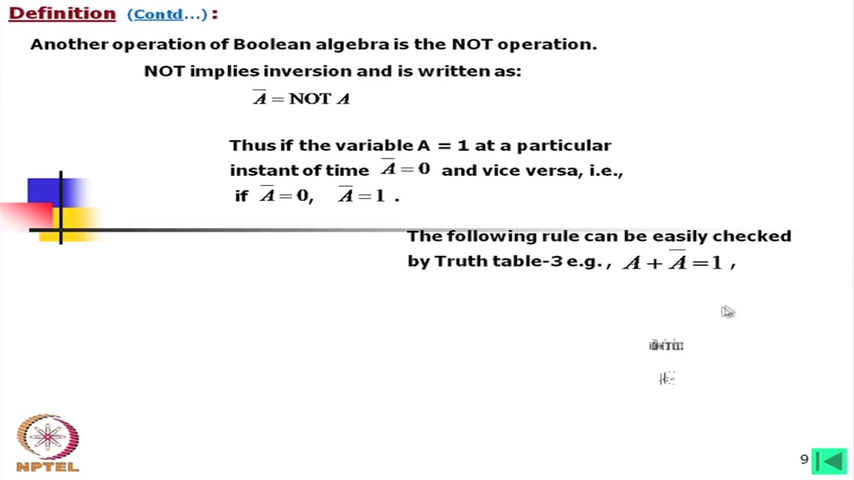 Definition (Contd...) :
Another operation of Boolean algebra is the NOT operation.
NOT implies inversion and is written as:
A̅ = NOT A
Thus if the variable A = 1 at a particular
instant of time A̅ = 0 and vice versa, i.e.,
if A̅ = 0, A̅ = 1 .
The following rule can be easily checked
by Truth table-3 e.g. , A + A̅ = 1 ,
NPTEL
9